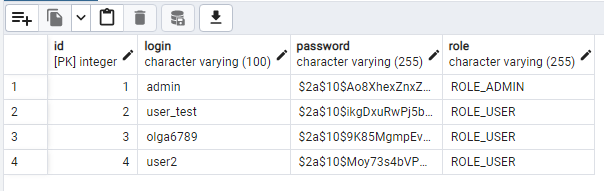 id login password role
[PK] integer character varying (100) character varying (255) character varying (255)
1 1 admin $2a$10$Ao8XhexZnxZ... ROLE_ADMIN
2 2 user_test $2a$10$ikgDxuRwPj5b... ROLE_USER
3 3 olga6789 $2a$10$9K85MgmpEv... ROLE_USER
4 4 user2 $2a$10$Moy73s4bVP... ROLE_USER